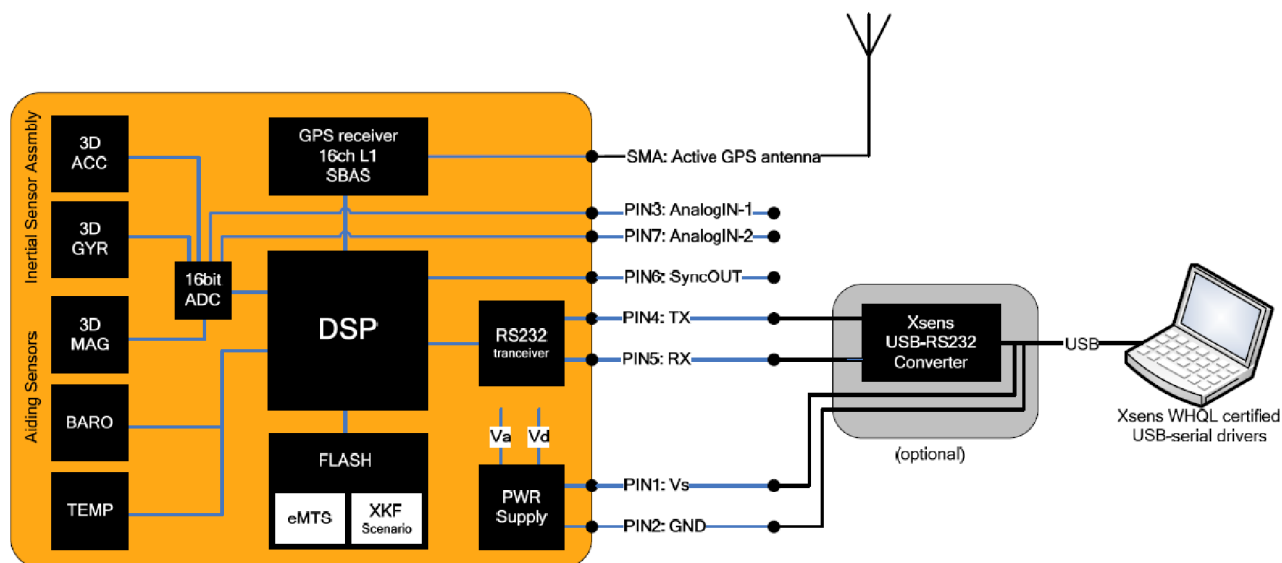 Inertial Sensor Assmbly
Aiding Sensors
3D
ACC
3D
GYR
3D
MAG
BARO
TEMP
16bit
ADC
GPS receiver
16ch L1
SBAS
DSP
FLASH
eMTS
XKF
Scenario
RS232
tranceiver
Va
Vd
PWR
Supply
SMA: Active GPS antenna
PIN3: AnalogIN-1
PIN7: AnalogIN-2
PIN6: SyncOUT
PIN4: TX
PIN5: RX
PIN1: Vs
PIN2: GND
Xsens
USB-RS232
Converter
(optional)
USB
Xsens WHQL certified
USB-serial drivers